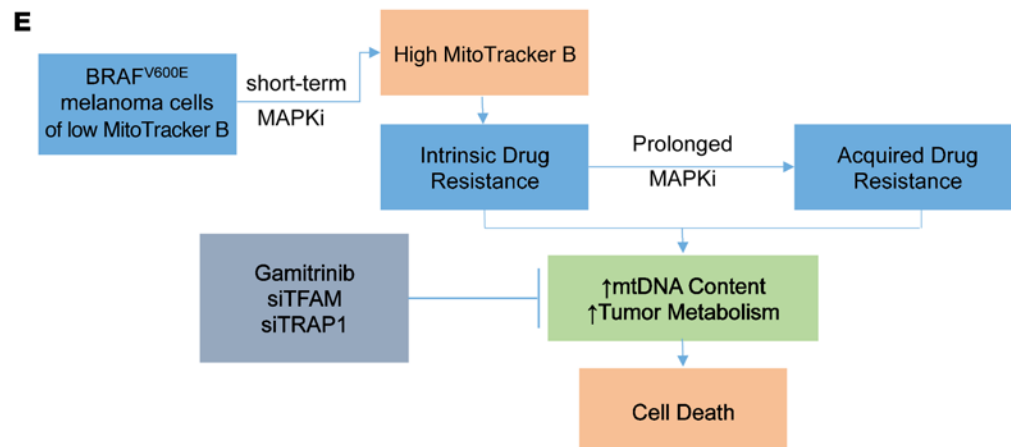 E
BRAFV600E
melanoma cells
of low MitoTracker B
short-term
MAPKi
High MitoTracker B
Intrinsic Drug
Resistance
Prolonged
MAPKi
Acquired Drug
Resistance
Gamitrinib
siTFAM
siTRAP1
↑mtDNA Content
↑Tumor Metabolism
Cell Death